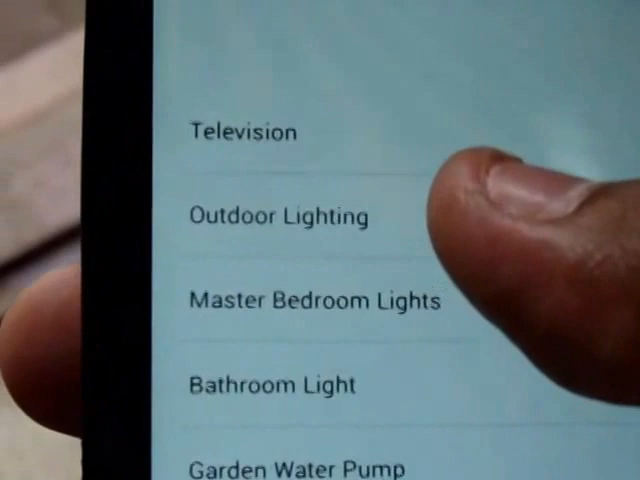 Television
Outdoor Lighting
Master Bedroom Lights
Bathroom Light
Garden Water Pump